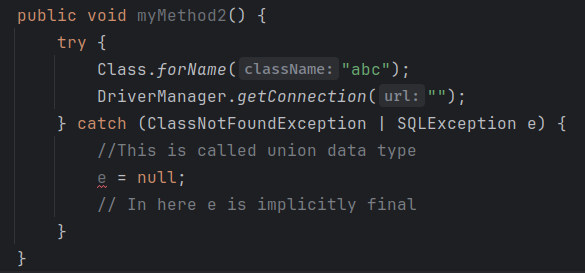 public void myMethod2() {
try {
Class.forName( className: "abc");
DriverManager.getConnection( url: "");
} catch (ClassNotFoundException | SQLException e) {
//This is called union data type
e = null;
// In here e is implicitly final
}
}